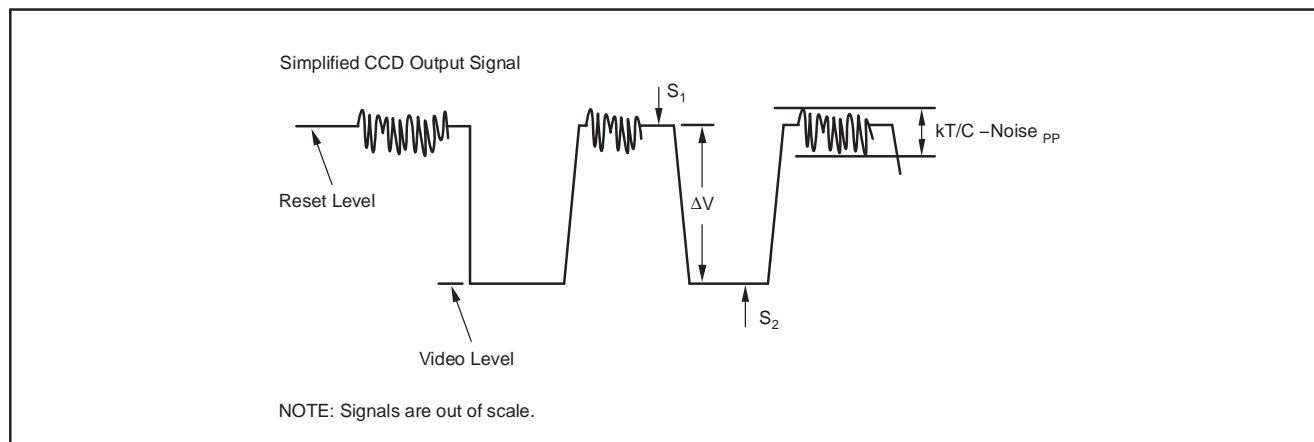 Simplified CCD Output Signal
S1
kT/C –Noise PP
Reset Level
ΔV
S2
Video Level
NOTE: Signals are out of scale.